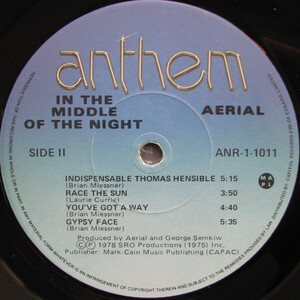 anthem
IN THE
MIDDLE
OF THE NIGHT
AERIAL
SIDE II
ANR-1-1011
INDISPENSABLE THOMAS HENSIBLE 5:15
(Brian Miessner)
RACE THE SUN 3:50
(Laurie Currie)
YOU'VE GOT A WAY 4:40
(Brian Miessner)
GYPSY FACE 5:35
(Brian Miessner)
M A P L
Produced by Aerial and George Semkiw
© ℗ 1978 SRO Productions (1975) Inc.
Publisher: Mark-Cain Music Publishing (CAPAC)